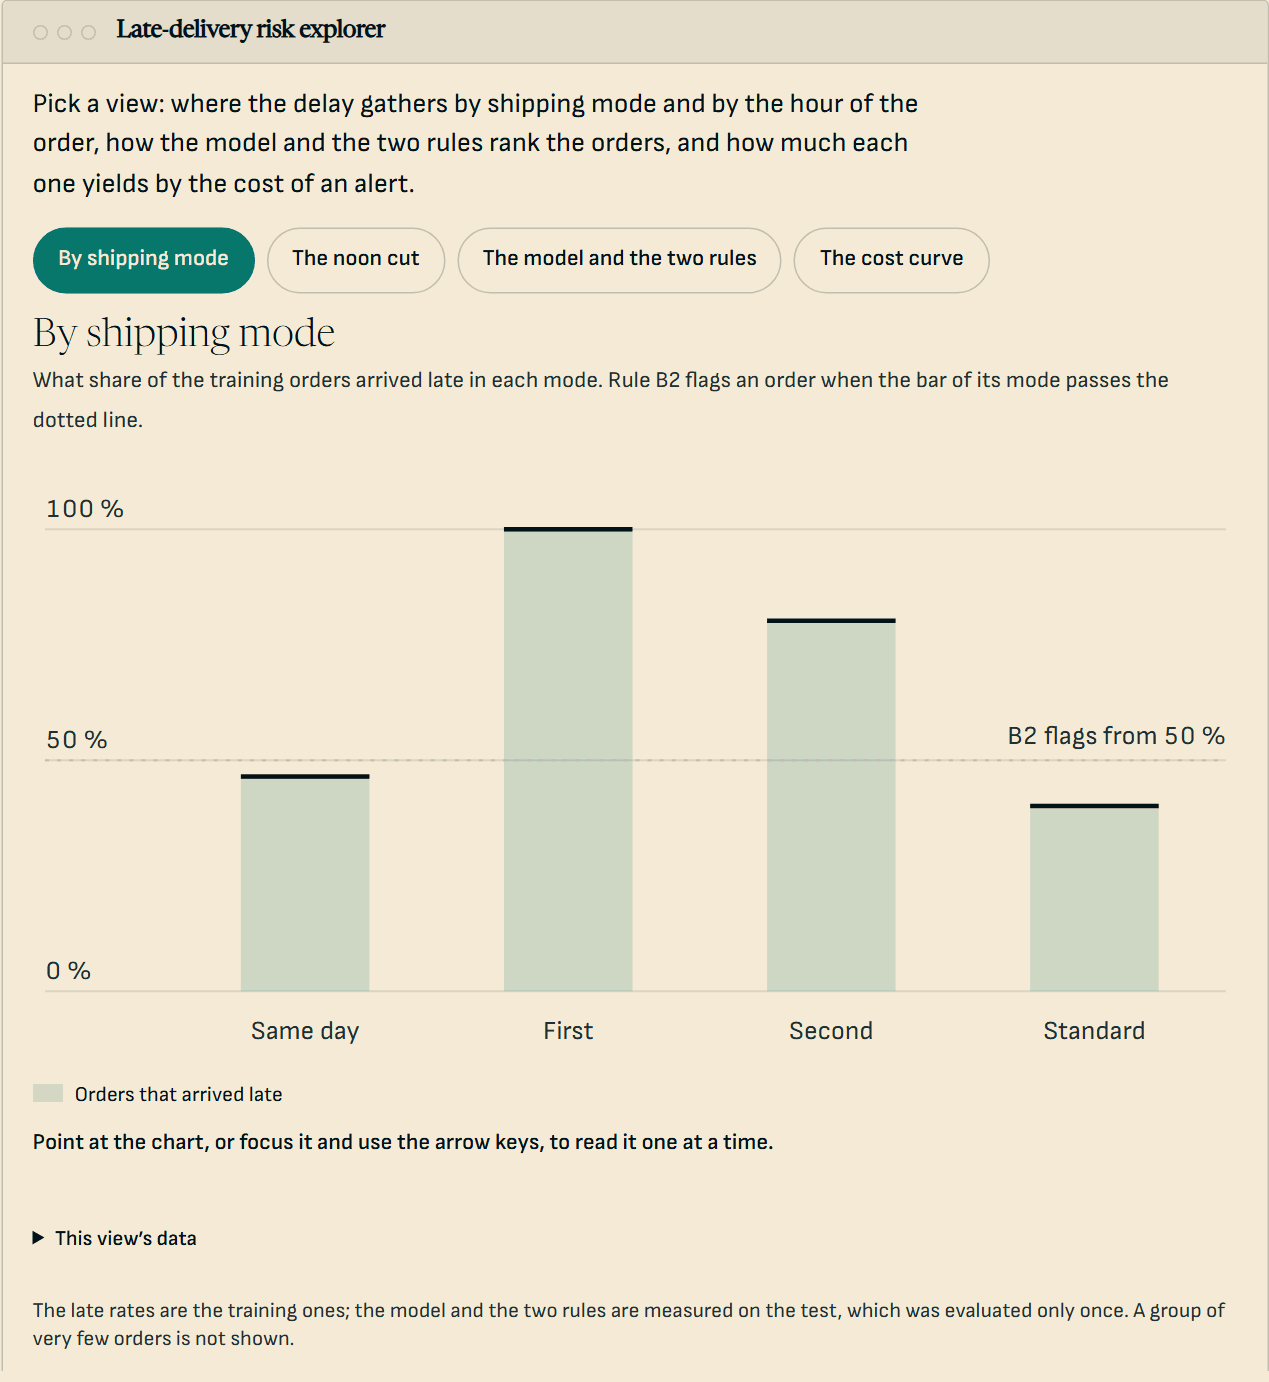 Late-delivery risk explorer
Pick a view: where the delay gathers by shipping mode and by the hour of the
order, how the model and the two rules rank the orders, and how much each
one yields by the cost of an alert.
By shipping mode
The noon cut
The model and the two rules
The cost curve
By shipping mode
What share of the training orders arrived late in each mode. Rule B2 flags an order when the bar of its mode passes the
dotted line.
100 %
50 %
B2 flags from 50 %
0 %
Same day
First
Second
Standard
Orders that arrived late
Point at the chart, or focus it and use the arrow keys, to read it one at a time.
This view’s data
The late rates are the training ones; the model and the two rules are measured on the test, which was evaluated only once. A group of
very few orders is not shown.